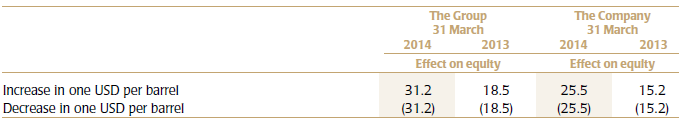 The Group The Company
31 March 31 March
2014 2013 2014 2013
Effect on equity Effect on equity
Increase in one USD per barrel 31.2 18.5 25.5 15.2
Decrease in one USD per barrel (31.2) (18.5) (25.5) (15.2)